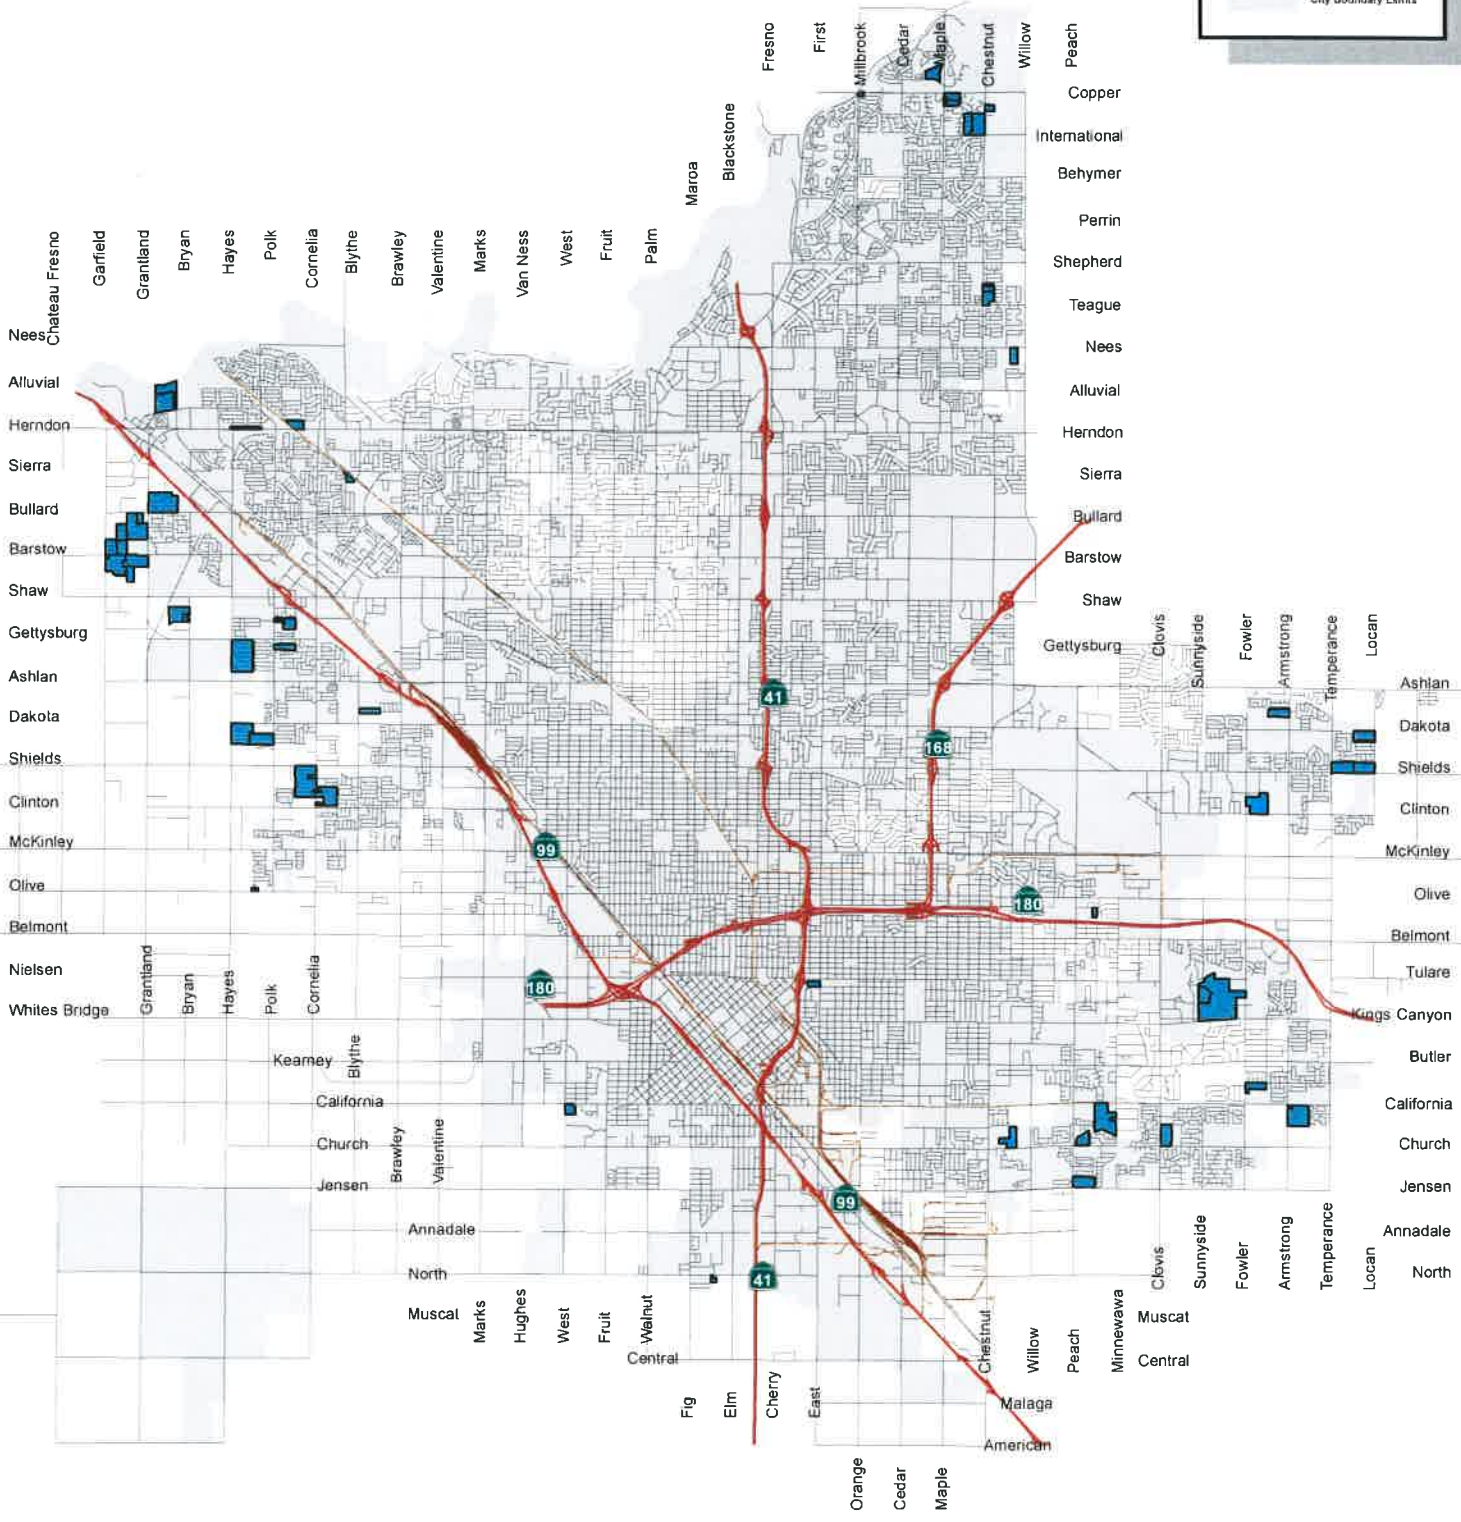 City Boundary Limits
Fresno
First
Millbrook
Cedar
Maple
Chestnut
Willow
Peach
Copper
International
Behymer
Perrin
Shepherd
Teague
Nees
Alluvial
Herndon
Sierra
Bullard
Barstow
Shaw
Gettysburg
Maroa
Blackstone
Chateau Fresno
Garfield
Grantland
Bryan
Hayes
Polk
Cornelia
Blythe
Brawley
Valentine
Marks
Van Ness
West
Fruit
Palm
Nees
Alluvial
Herndon
Sierra
Bullard
Barstow
Shaw
Gettysburg
Ashlan
Dakota
Shields
Clinton
McKinley
Olive
Belmont
Nielsen
Whites Bridge
Clovis
Sunnyside
Fowler
Armstrong
Temperance
Locan
Ashlan
Dakota
Shields
Clinton
McKinley
Olive
Belmont
Tulare
Kings Canyon
Butler
California
Church
Jensen
Annadale
North
41
168
99
180
180
99
41
Grantland
Bryan
Hayes
Polk
Cornelia
Kearney
Blythe
California
Church
Jensen
Brawley
Valentine
Annadale
North
Muscat
Marks
Hughes
West
Fruit
Walnut
Central
Fig
Elm
Cherry
East
Orange
Cedar
Maple
Chestnut
Willow
Peach
Minnewawa
Muscat
Central
Malaga
American
Clovis
Sunnyside
Fowler
Armstrong
Temperance
Locan